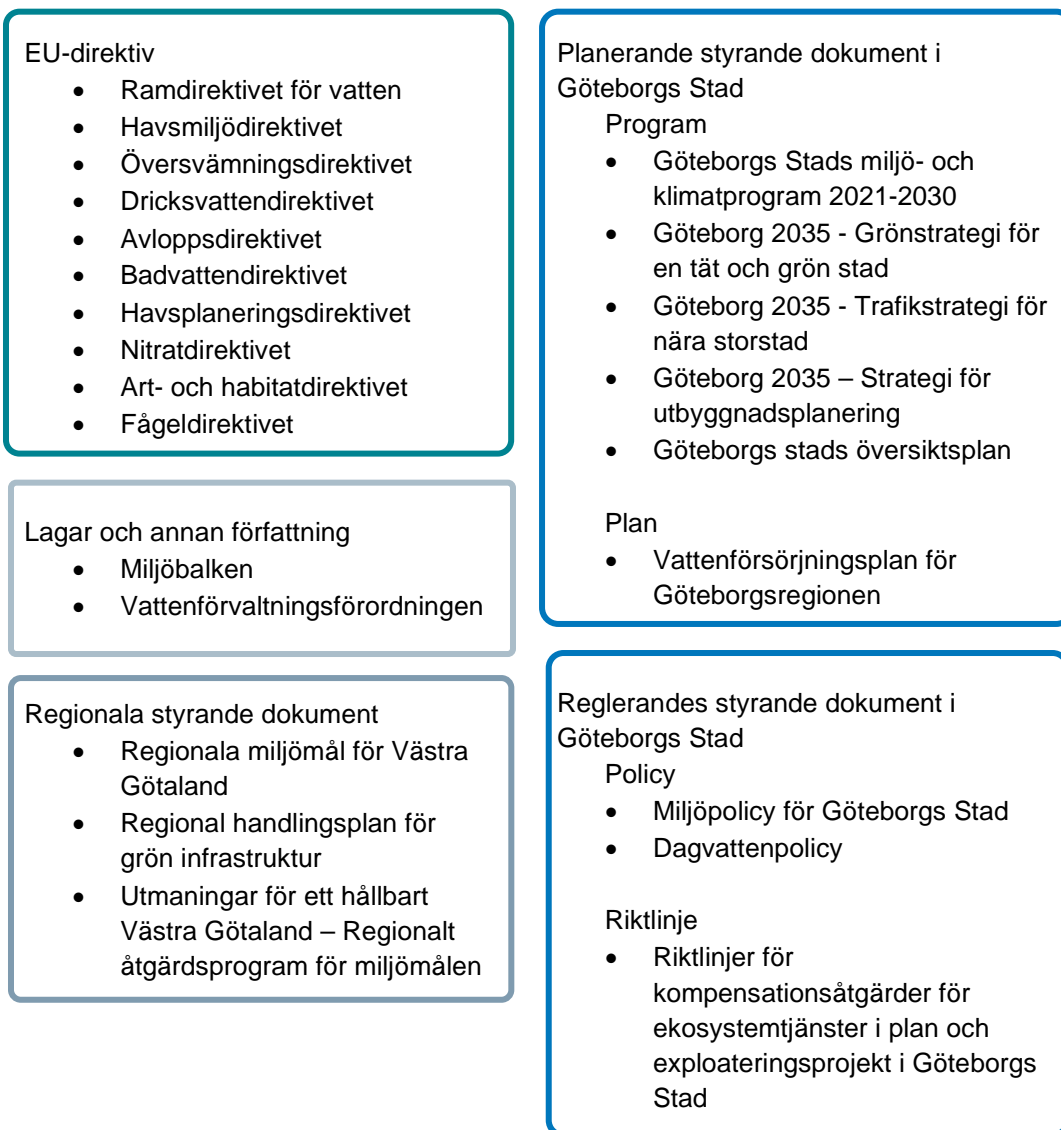 EU-direktiv
• Ramdirektivet för vatten
• Havsmiljödirektivet
• Översvämningsdirektivet
• Dricksvattendirektivet
• Avloppsdirektivet
• Badvattendirektivet
• Havsplaneringsdirektivet
• Nitratdirektivet
• Art- och habitatdirektivet
• Fågeldirektivet
Lagar och annan författning
• Miljöbalken
• Vattenförvaltningsförordningen
Regionala styrande dokument
• Regionala miljömål för Västra
Götaland
• Regional handlingsplan för
grön infrastruktur
• Utmaningar för ett hållbart
Västra Götaland – Regionalt
åtgärdsprogram för miljömålen
Planerande styrande dokument i
Göteborgs Stad
Program
• Göteborgs Stads miljö- och
klimatprogram 2021-2030
• Göteborg 2035 - Grönstrategi för
en tät och grön stad
• Göteborg 2035 - Trafikstrategi för
nära storstad
• Göteborg 2035 – Strategi för
utbyggnadsplanering
• Göteborgs stads översiktsplan
Plan
• Vattenförsörjningsplan för
Göteborgsregionen
Reglerandes styrande dokument i
Göteborgs Stad
Policy
• Miljöpolicy för Göteborgs Stad
• Dagvattenpolicy
Riktlinje
• Riktlinjer för
kompensationsåtgärder för
ekosystemtjänster i plan och
exploateringsprojekt i Göteborgs
Stad